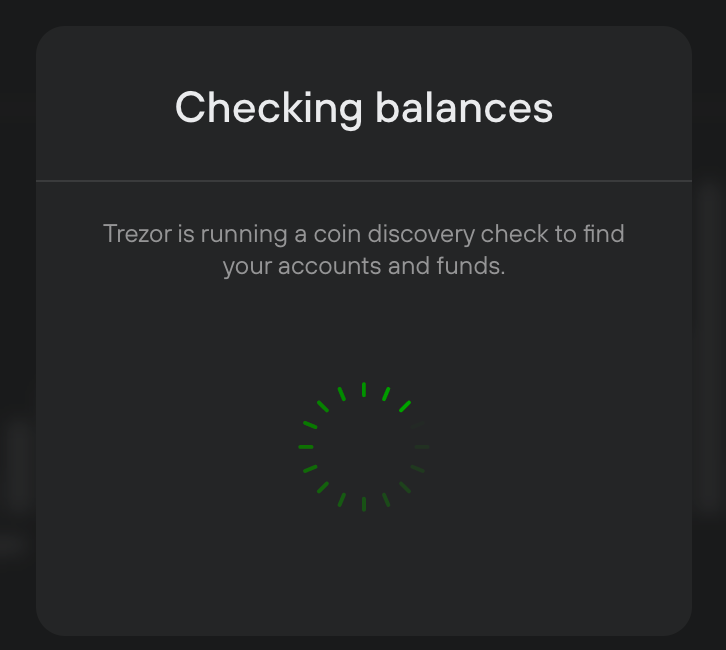 Checking balances
Trezor is running a coin discovery check to find
your accounts and funds.